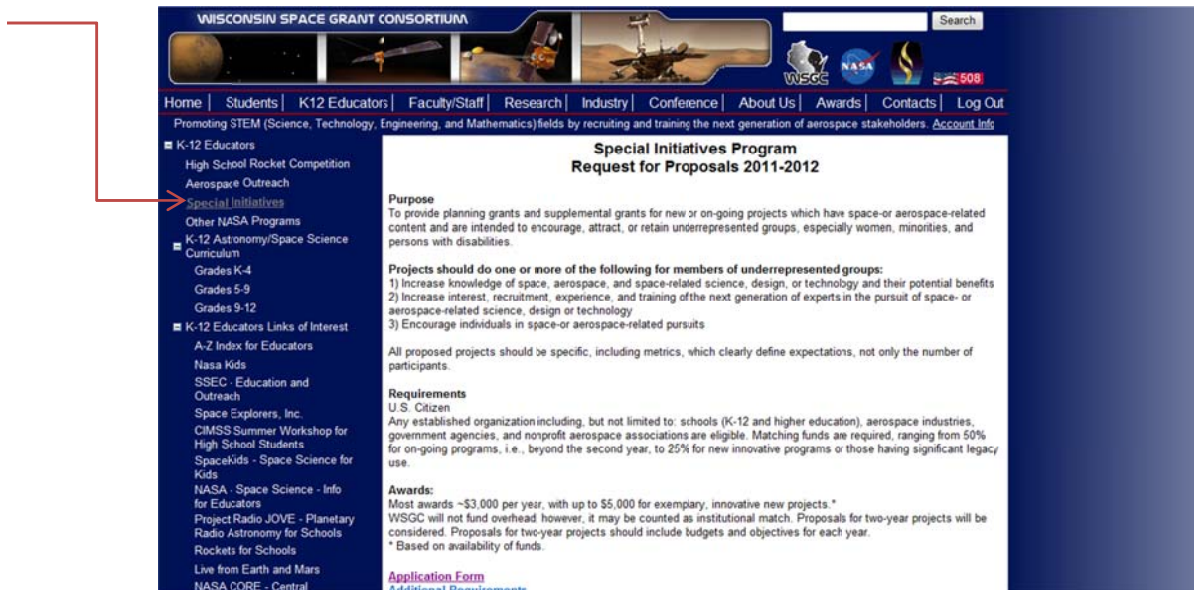 WISCONSIN SPACE GRANT CONSORTIUM
Search
WSGC
NASA
508
Home | Students | K12 Educators | Faculty/Staff | Research | Industry | Conference | About Us | Awards | Contacts | Log Out
Promoting STEM (Science, Technology, Engineering, and Mathematics)fields by recruiting and training the next generation of aerospace stakeholders. Account Info
K-12 Educators
High School Rocket Competition
Aerospace Outreach
Special Initiatives
Other NASA Programs
K-12 Astronomy/Space Science
Curriculum
Grades K-4
Grades 5-9
Grades 9-12
K-12 Educators Links of Interest
A-Z Index for Educators
Nasa Kids
SSEC - Education and
Outreach
Space Explorers, Inc.
CIMSS Summer Workshop for
High School Students
SpaceKids - Space Science for
Kids
NASA - Space Science - Info
for Educators
Project Radio JOVE - Planetary
Radio Astronomy for Schools
Rockets for Schools
Live from Earth and Mars
NASA CORE - Central
Special Initiatives Program
Request for Proposals 2011-2012
Purpose
To provide planning grants and supplemental grants for new or on-going projects which have space-or aerospace-related
content and are intended to encourage, attract, or retain underrepresented groups, especially women, minorities, and
persons with disabilities.
Projects should do one or more of the following for members of underrepresented groups:
1) Increase knowledge of space, aerospace, and space-related science, design, or technology and their potential benefits
2) Increase interest, recruitment, experience, and training of the next generation of experts in the pursuit of space- or
aerospace-related science, design or technology
3) Encourage individuals in space-or aerospace-related pursuits
All proposed projects should be specific, including metrics, which clearly define expectations, not only the number of
participants.
Requirements
U.S. Citizen
Any established organization including, but not limited to: schools (K-12 and higher education), aerospace industries,
government agencies, and nonprofit aerospace associations are eligible. Matching funds are required, ranging from 50%
for on-going programs, i.e., beyond the second year, to 25% for new innovative programs or those having significant legacy
use.
Awards:
Most awards ~$3,000 per year, with up to $5,000 for exemplary, innovative new projects.*
WSGC will not fund overhead; however, it may be counted as institutional match. Proposals for two-year projects will be
considered. Proposals for two-year projects should include budgets and objectives for each year.
* Based on availability of funds.
Application Form
Additional Requirements